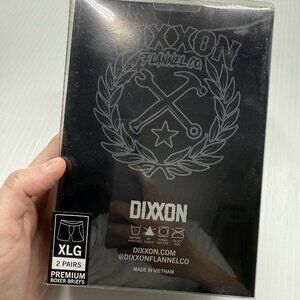 DIXXON
FLANNEL CO
DIXXON
XLG
2 PAIRS
PREMIUM
BOXER BRIEFS
DIXXON.COM
@DIXXONFLANNELCO
MADE IN VIETNAM